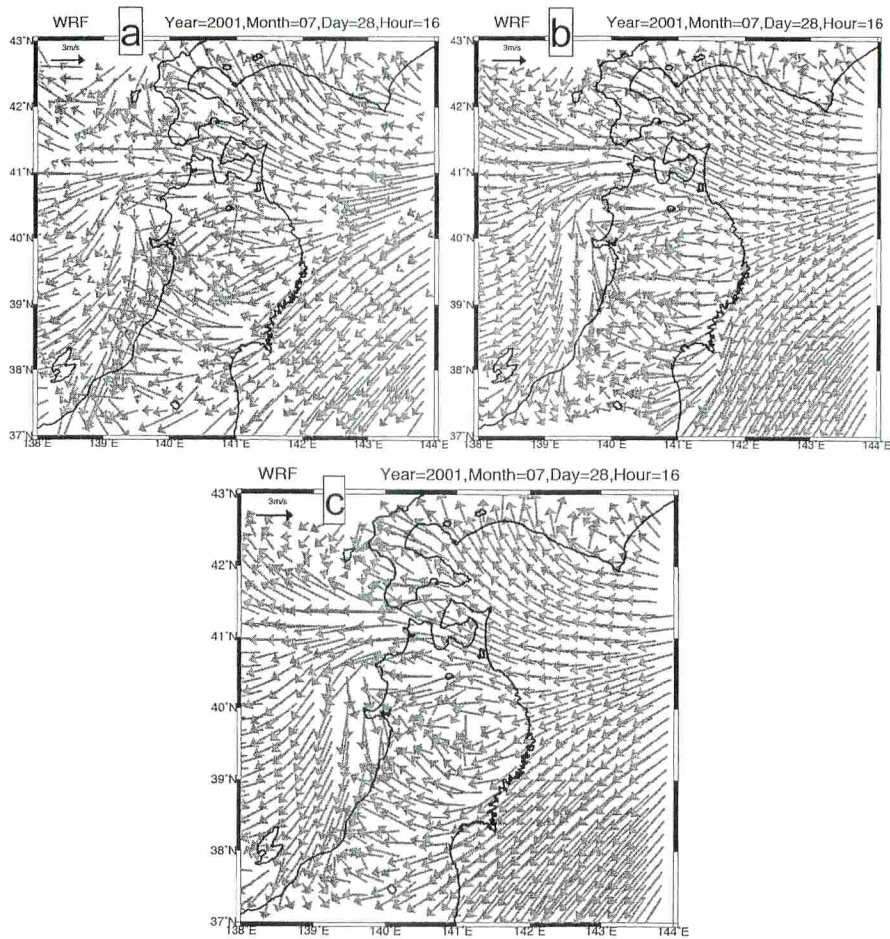 WRF
a
Year=2001,Month=07,Day=28,Hour=16
3m/s
43°N
42°N
41°N
40°N
39°N
38°N
37°N
138°E
139°E
140°E
141°E
142°E
143°E
144°E
WRF
b
Year=2001,Month=07,Day=28,Hour=16
3m/s
43°N
42°N
41°N
40°N
39°N
38°N
37°N
138°E
139°E
140°E
141°E
142°E
143°E
144°E
WRF
c
Year=2001,Month=07,Day=28,Hour=16
3m/s
43°N
42°N
41°N
40°N
39°N
38°N
37°N
138°E
139°E
140°E
141°E
142°E
143°E
144°E